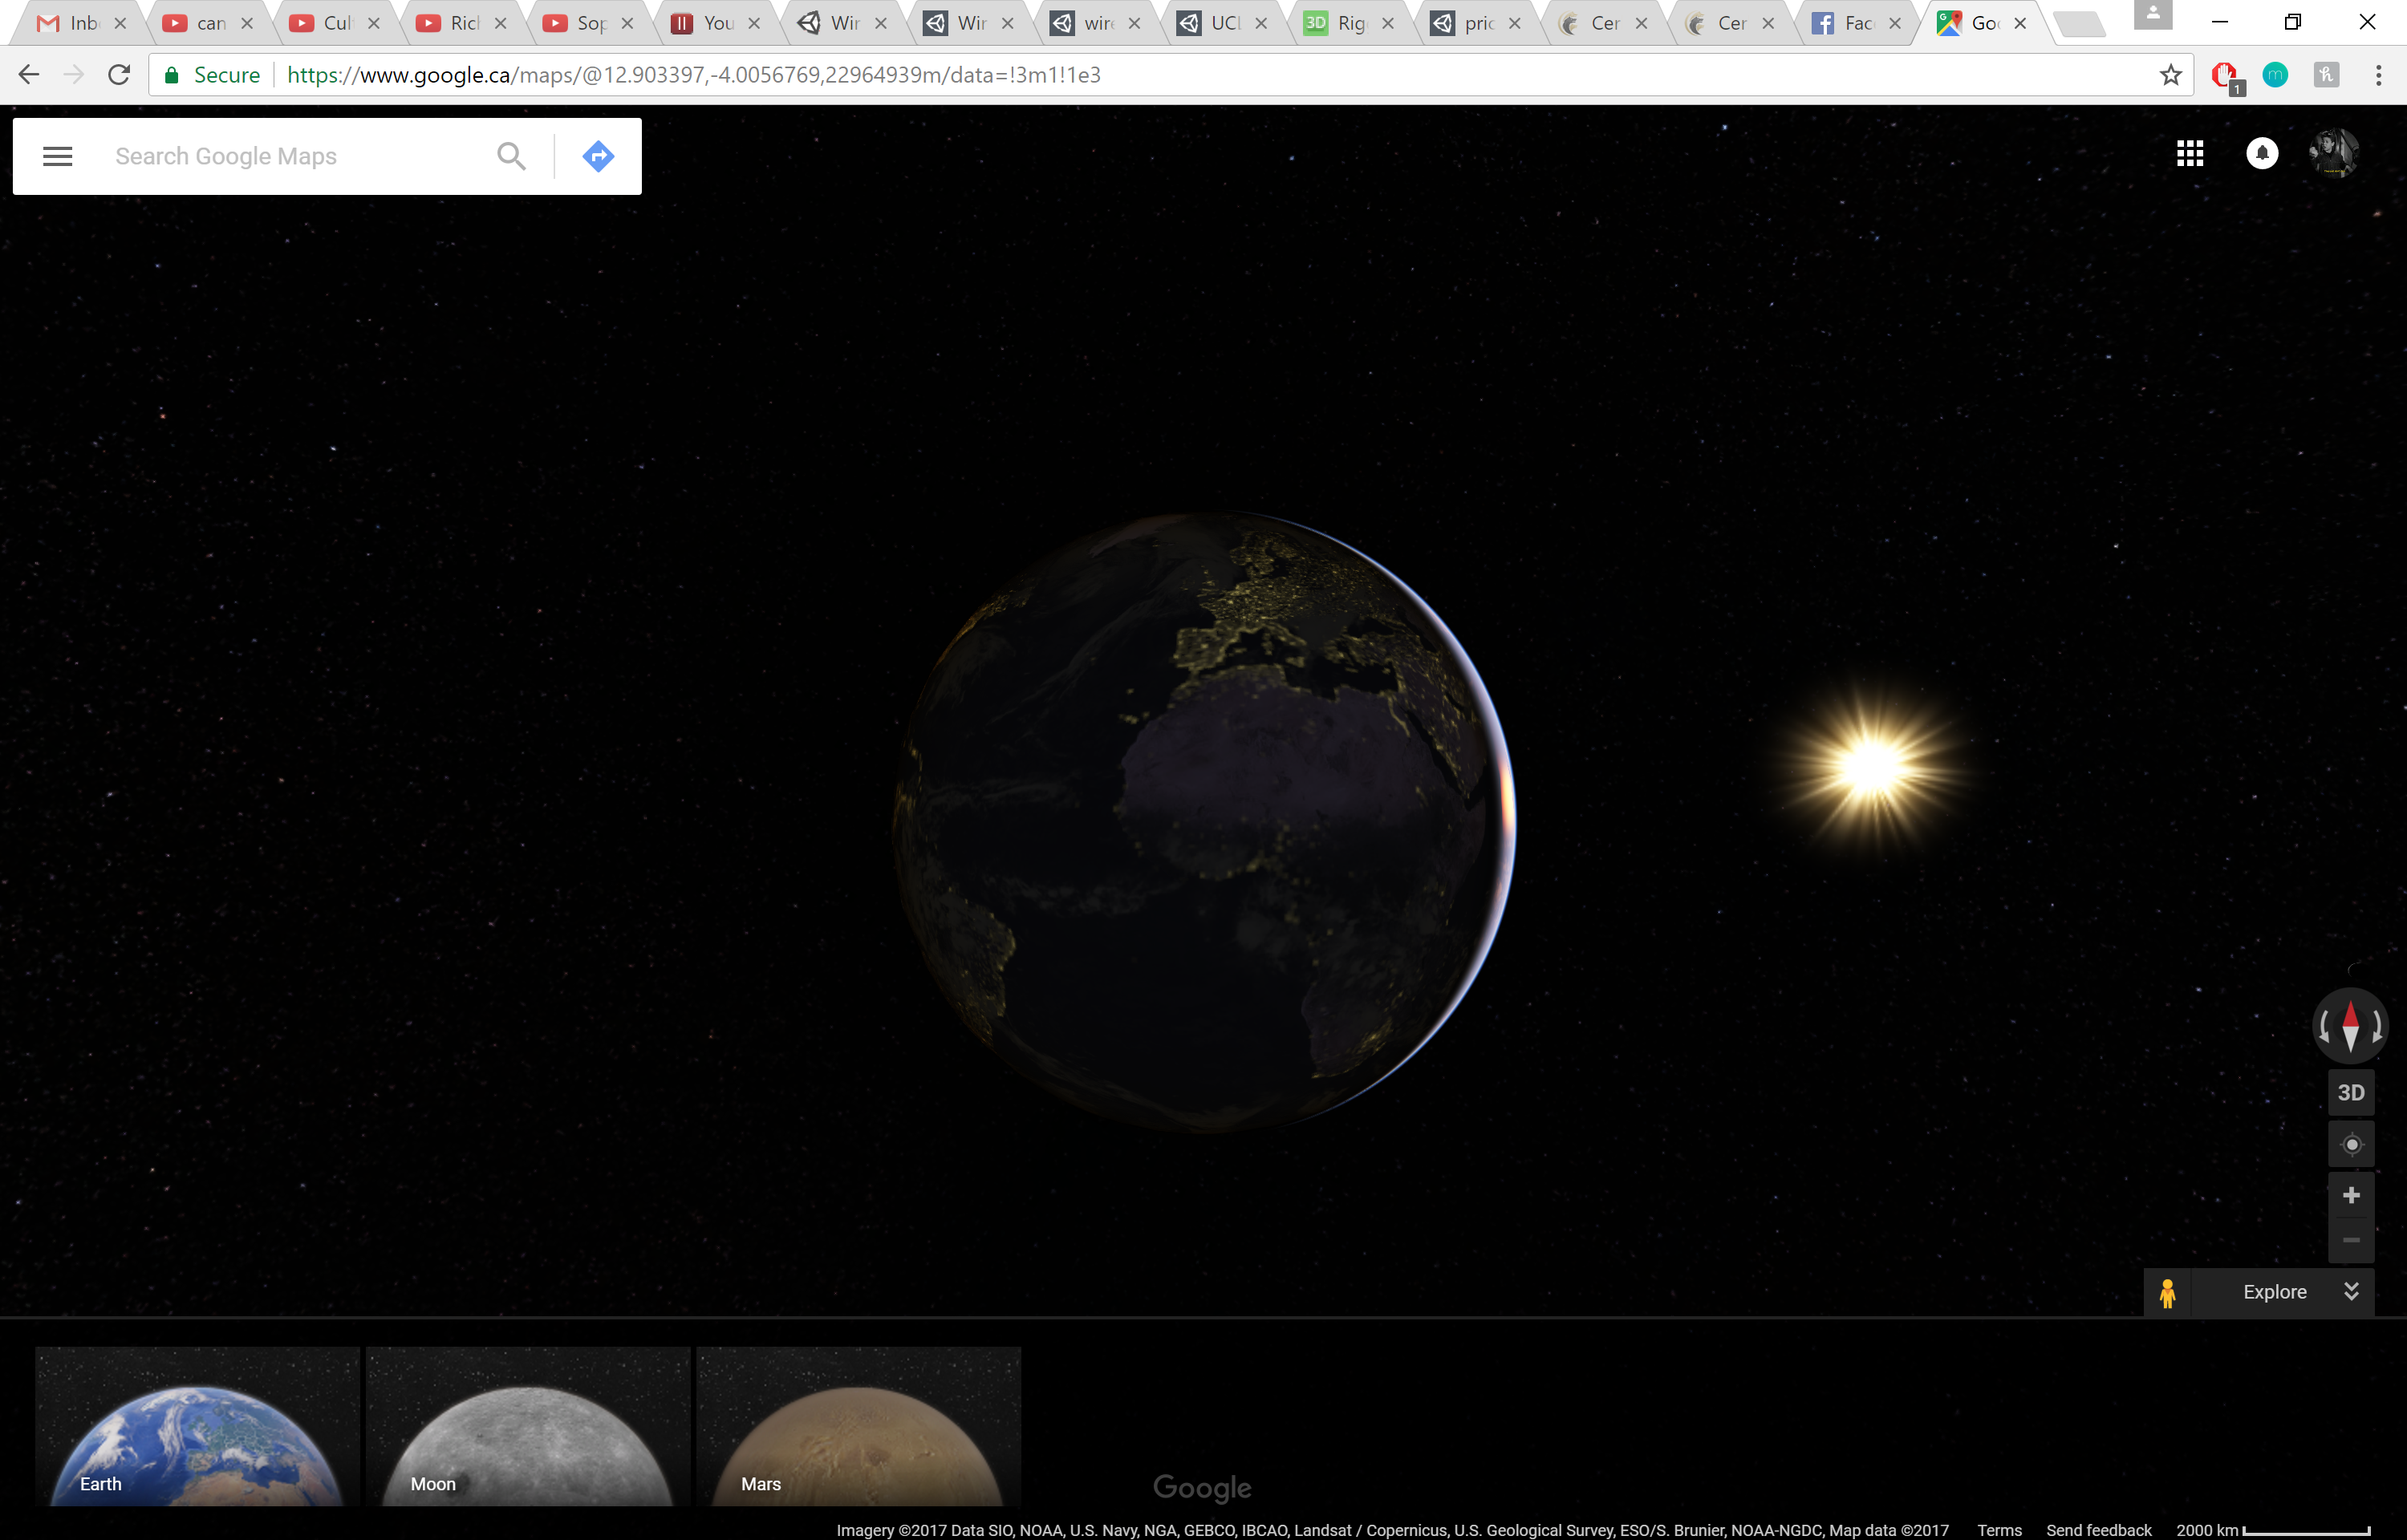 Inb can Cul Rich Sop You Wir Wir wire UCL Rig pric Cer Cer Fac Goo
Secure https://www.google.ca/maps/@12.903397,-4.0056769,22964939m/data=!3m1!1e3
1 m h
Search Google Maps
3D
Explore
Earth Moon Mars
Google
Imagery ©2017 Data SIO, NOAA, U.S. Navy, NGA, GEBCO, IBCAO, Landsat / Copernicus, U.S. Geological Survey, ESO/S. Brunier, NOAA-NGDC, Map data ©2017 Terms Send feedback 2000 km